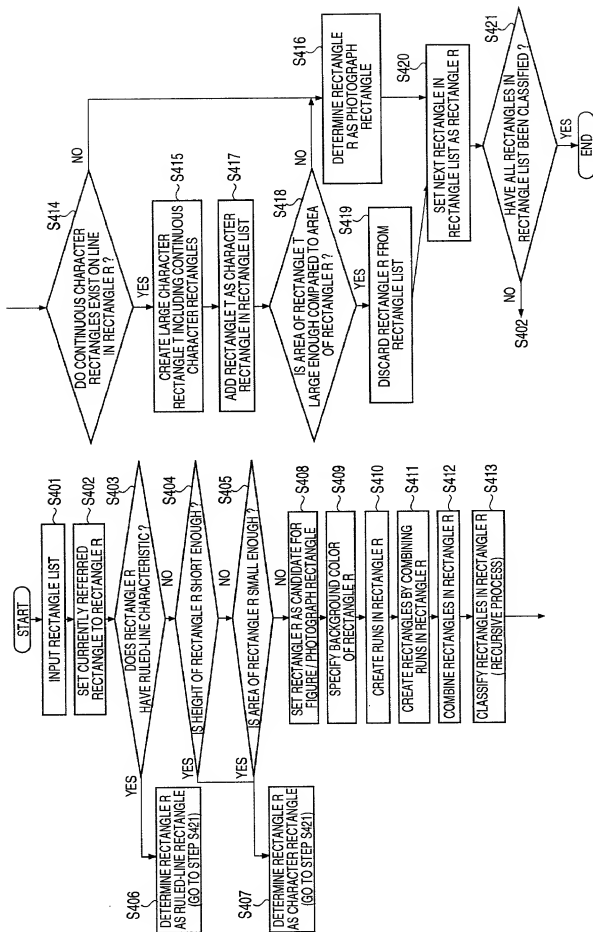 START
INPUT RECTANGLE LIST
S401
SET CURRENTLY REFERRED
RECTANGLE TO RECTANGLE R
S402
DOES RECTANGLE R
HAVE RULED-LINE CHARACTERISTIC ?
S403
YES
NO
IS HEIGHT OF RECTANGLE R SHORT ENOUGH ?
S404
YES
NO
IS AREA OF RECTANGLE R SMALL ENOUGH ?
S405
YES
NO
S406
DETERMINE RECTANGLE R
AS RULED-LINE RECTANGLE
(GO TO STEP S421)
S407
DETERMINE RECTANGLE R
AS CHARACTER RECTANGLE
(GO TO STEP S421)
SET RECTANGLE R AS CANDIDATE FOR
FIGURE / PHOTOGRAPH RECTANGLE
S408
SPECIFY BACKGROUND COLOR
OF RECTANGLE R
S409
CREATE RUNS IN RECTANGLE R
S410
CREATE RECTANGLES BY COMBINING
RUNS IN RECTANGLE R
S411
COMBINE RECTANGLES IN RECTANGLE R
S412
CLASSIFY RECTANGLES IN RECTANGLE R
( RECURSIVE PROCESS )
S413
S414
DO CONTINUOUS CHARACTER
RECTANGLES EXIST ON LINE
IN RECTANGLE R ?
NO
YES
CREATE LARGE CHARACTER
RECTANGLE T INCLUDING CONTINUOUS
CHARACTER RECTANGLES
S415
ADD RECTANGLE T AS CHARACTER
RECTANGLE IN RECTANGLE LIST
S417
IS AREA OF RECTANGLE T
LARGE ENOUGH COMPARED TO AREA
OF RECTANGLE R ?
S418
NO
YES
S416
DETERMINE RECTANGLE
R AS PHOTOGRAPH
RECTANGLE
S419
DISCARD RECTANGLE R FROM
RECTANGLE LIST
S420
SET NEXT RECTANGLE IN
RECTANGLE LIST AS RECTANGLE R
S421
HAVE ALL RECTANGLES IN
RECTANGLE LIST BEEN CLASSIFIED ?
NO
S402
YES
END